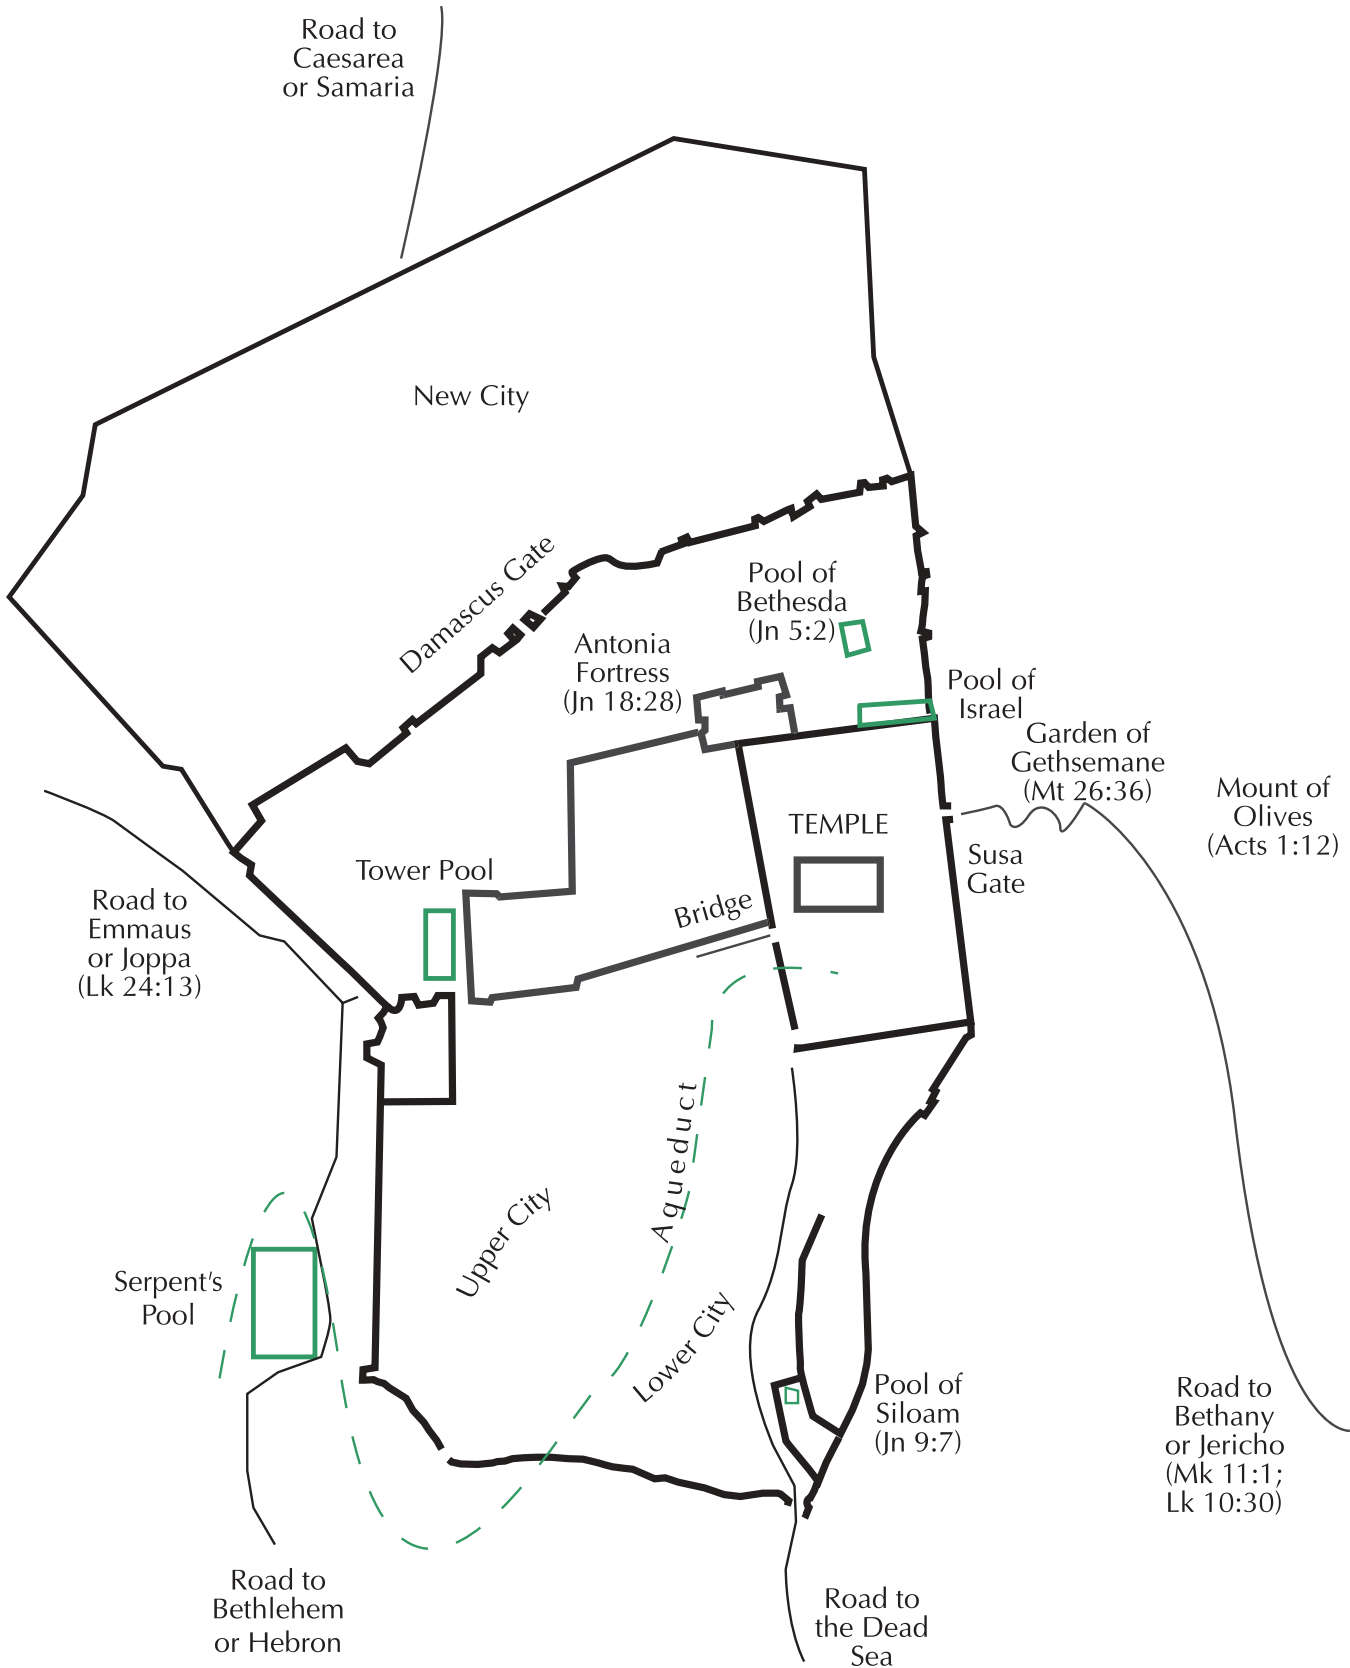 Road to
Caesarea
or Samaria
New City
Damascus Gate
Pool of
Bethesda
(Jn 5:2)
Antonia
Fortress
(Jn 18:28)
Pool of
Israel
Garden of
Gethsemane
(Mt 26:36)
Mount of
Olives
(Acts 1:12)
TEMPLE
Susa
Gate
Tower Pool
Bridge
Road to
Emmaus
or Joppa
(Lk 24:13)
Aqueduct
Upper City
Serpent's
Pool
Lower City
Pool of
Siloam
(Jn 9:7)
Road to
Bethany
or Jericho
(Mk 11:1;
Lk 10:30)
Road to
Bethlehem
or Hebron
Road to
the Dead
Sea